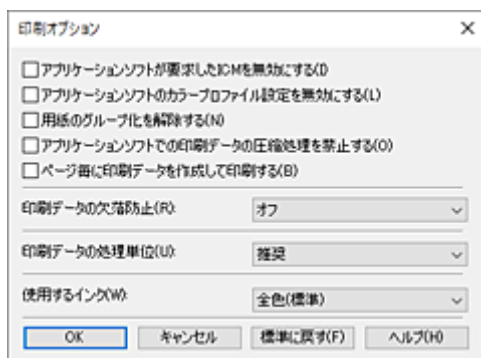 印刷オプション
アプリケーションソフトが要求したICMを無効にする(I
アプリケーションソフトのカラープロファイル設定を無効にする(L)
用紙のグループ化を解除する(N)
アプリケーションソフトでの印刷データの圧縮処理を禁止する(O)
ページ毎に印刷データを作成して印刷する(B)
印刷データの欠落防止(R): オフ
印刷データの処理単位(U): 推奨
使用するインク(W): 全色(標準)
OK キャンセル 標準に戻す(F) ヘルプ(H)